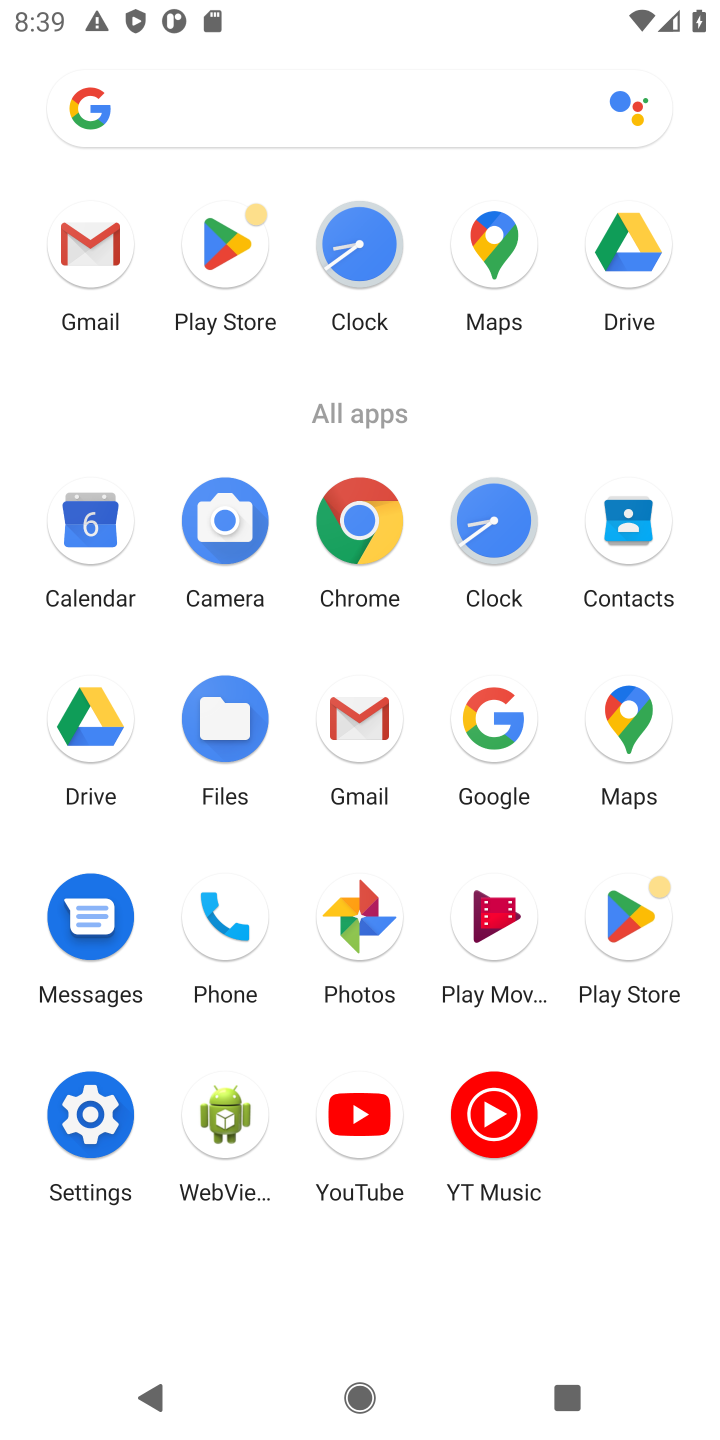 8:39
Gmail Play Store Clock Maps Drive
All apps
6
Calendar Camera Chrome Clock Contacts
Drive Files Gmail Google Maps
Messages Phone Photos Play Mov... Play Store
Settings WebVie... YouTube YT Music